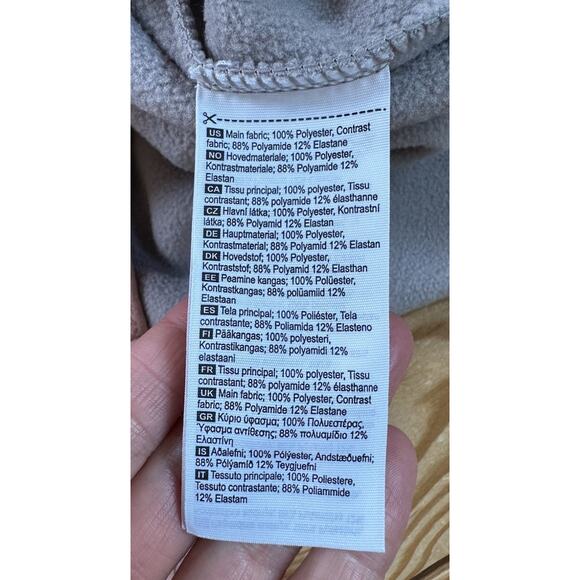 US Main fabric; 100% Polyester, Contrast
fabric; 88% Polyamide 12% Elastane
NO Hovedmateriale; 100% Polyester,
Kontrastmateriale; 88% Polyamide 12%
Elastan
CA Tissu principal; 100% polyester, Tissu
contrastant; 88% polyamide 12% élasthanne
CZ Hlavní látka; 100% Polyester, Kontrastní
látka; 88% Polyamid 12% Elastan
DE Hauptmaterial; 100% Polyester,
Kontrastmaterial; 88% Polyamid 12% Elastan
DK Hovedstof; 100% Polyester,
Kontraststof; 88% Polyamid 12% Elasthan
EE Peamine kangas; 100% Polüester,
Kontrastkangas; 88% polüamiid 12%
Elastaan
ES Tela principal; 100% Poliéster, Tela
contrastante; 88% Poliamida 12% Elasteno
FI Pääkangas; 100% polyesteri,
Kontrastikangas; 88% polyamidi 12%
elastaani
FR Tissu principal; 100% polyester, Tissu
contrastant; 88% polyamide 12% élasthanne
UK Main fabric; 100% Polyester, Contrast
fabric; 88% Polyamide 12% Elastane
GR Κύριο ύφασμα; 100% Πολυεστέρας,
Ύφασμα αντίθεσης; 88% πολυαμίδιο 12%
Ελαστίνη
IS Aðalefni; 100% Pólýester, Andstæðuefni;
88% Pólýamíð 12% Teygjuefni
IT Tessuto principale; 100% Poliestere,
Tessuto contrastante; 88% Poliammide
12% Elastam